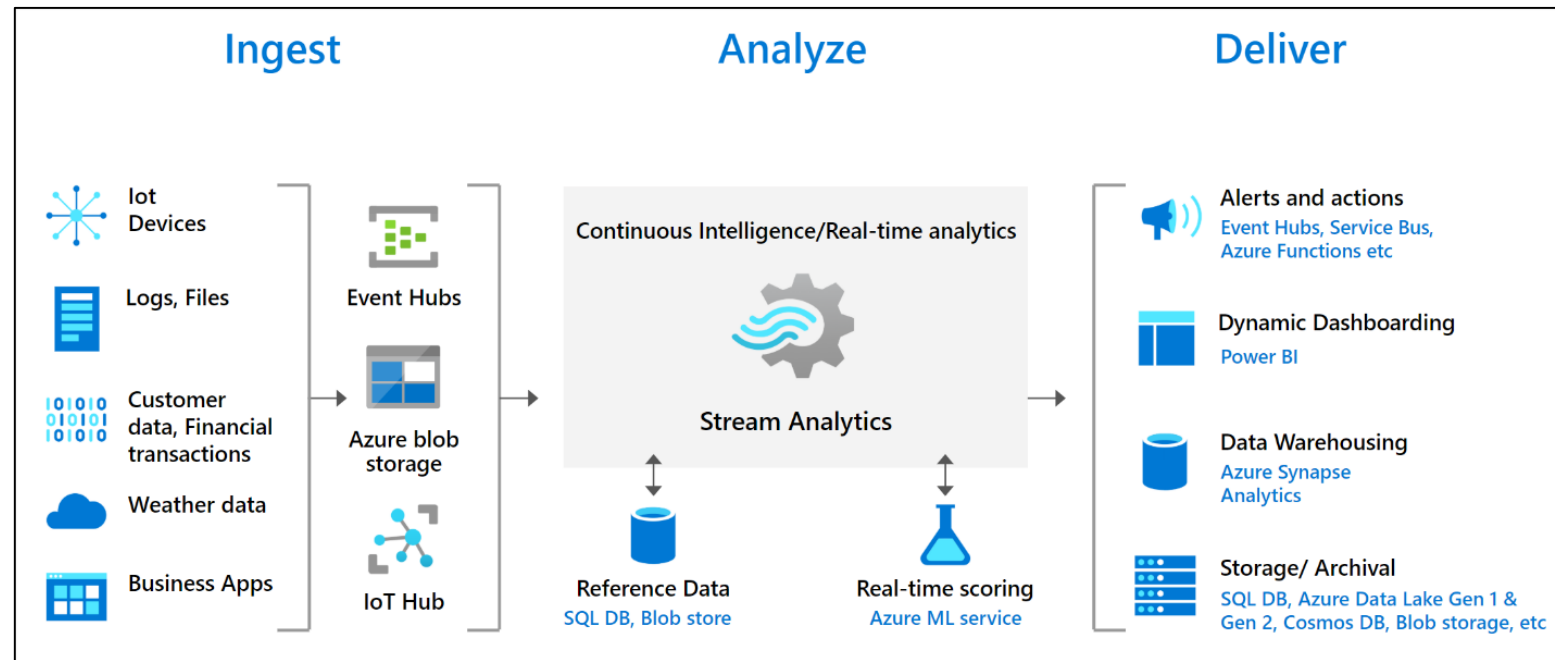 Ingest
Analyze
Deliver
Iot
Devices
Logs, Files
Customer
data, Financial
transactions
Weather data
Business Apps
Event Hubs
Azure blob
storage
IoT Hub
Continuous Intelligence/Real-time analytics
Stream Analytics
Reference Data
SQL DB, Blob store
Real-time scoring
Azure ML service
Alerts and actions
Event Hubs, Service Bus,
Azure Functions etc
Dynamic Dashboarding
Power BI
Data Warehousing
Azure Synapse
Analytics
Storage/ Archival
SQL DB, Azure Data Lake Gen 1 &
Gen 2, Cosmos DB, Blob storage, etc